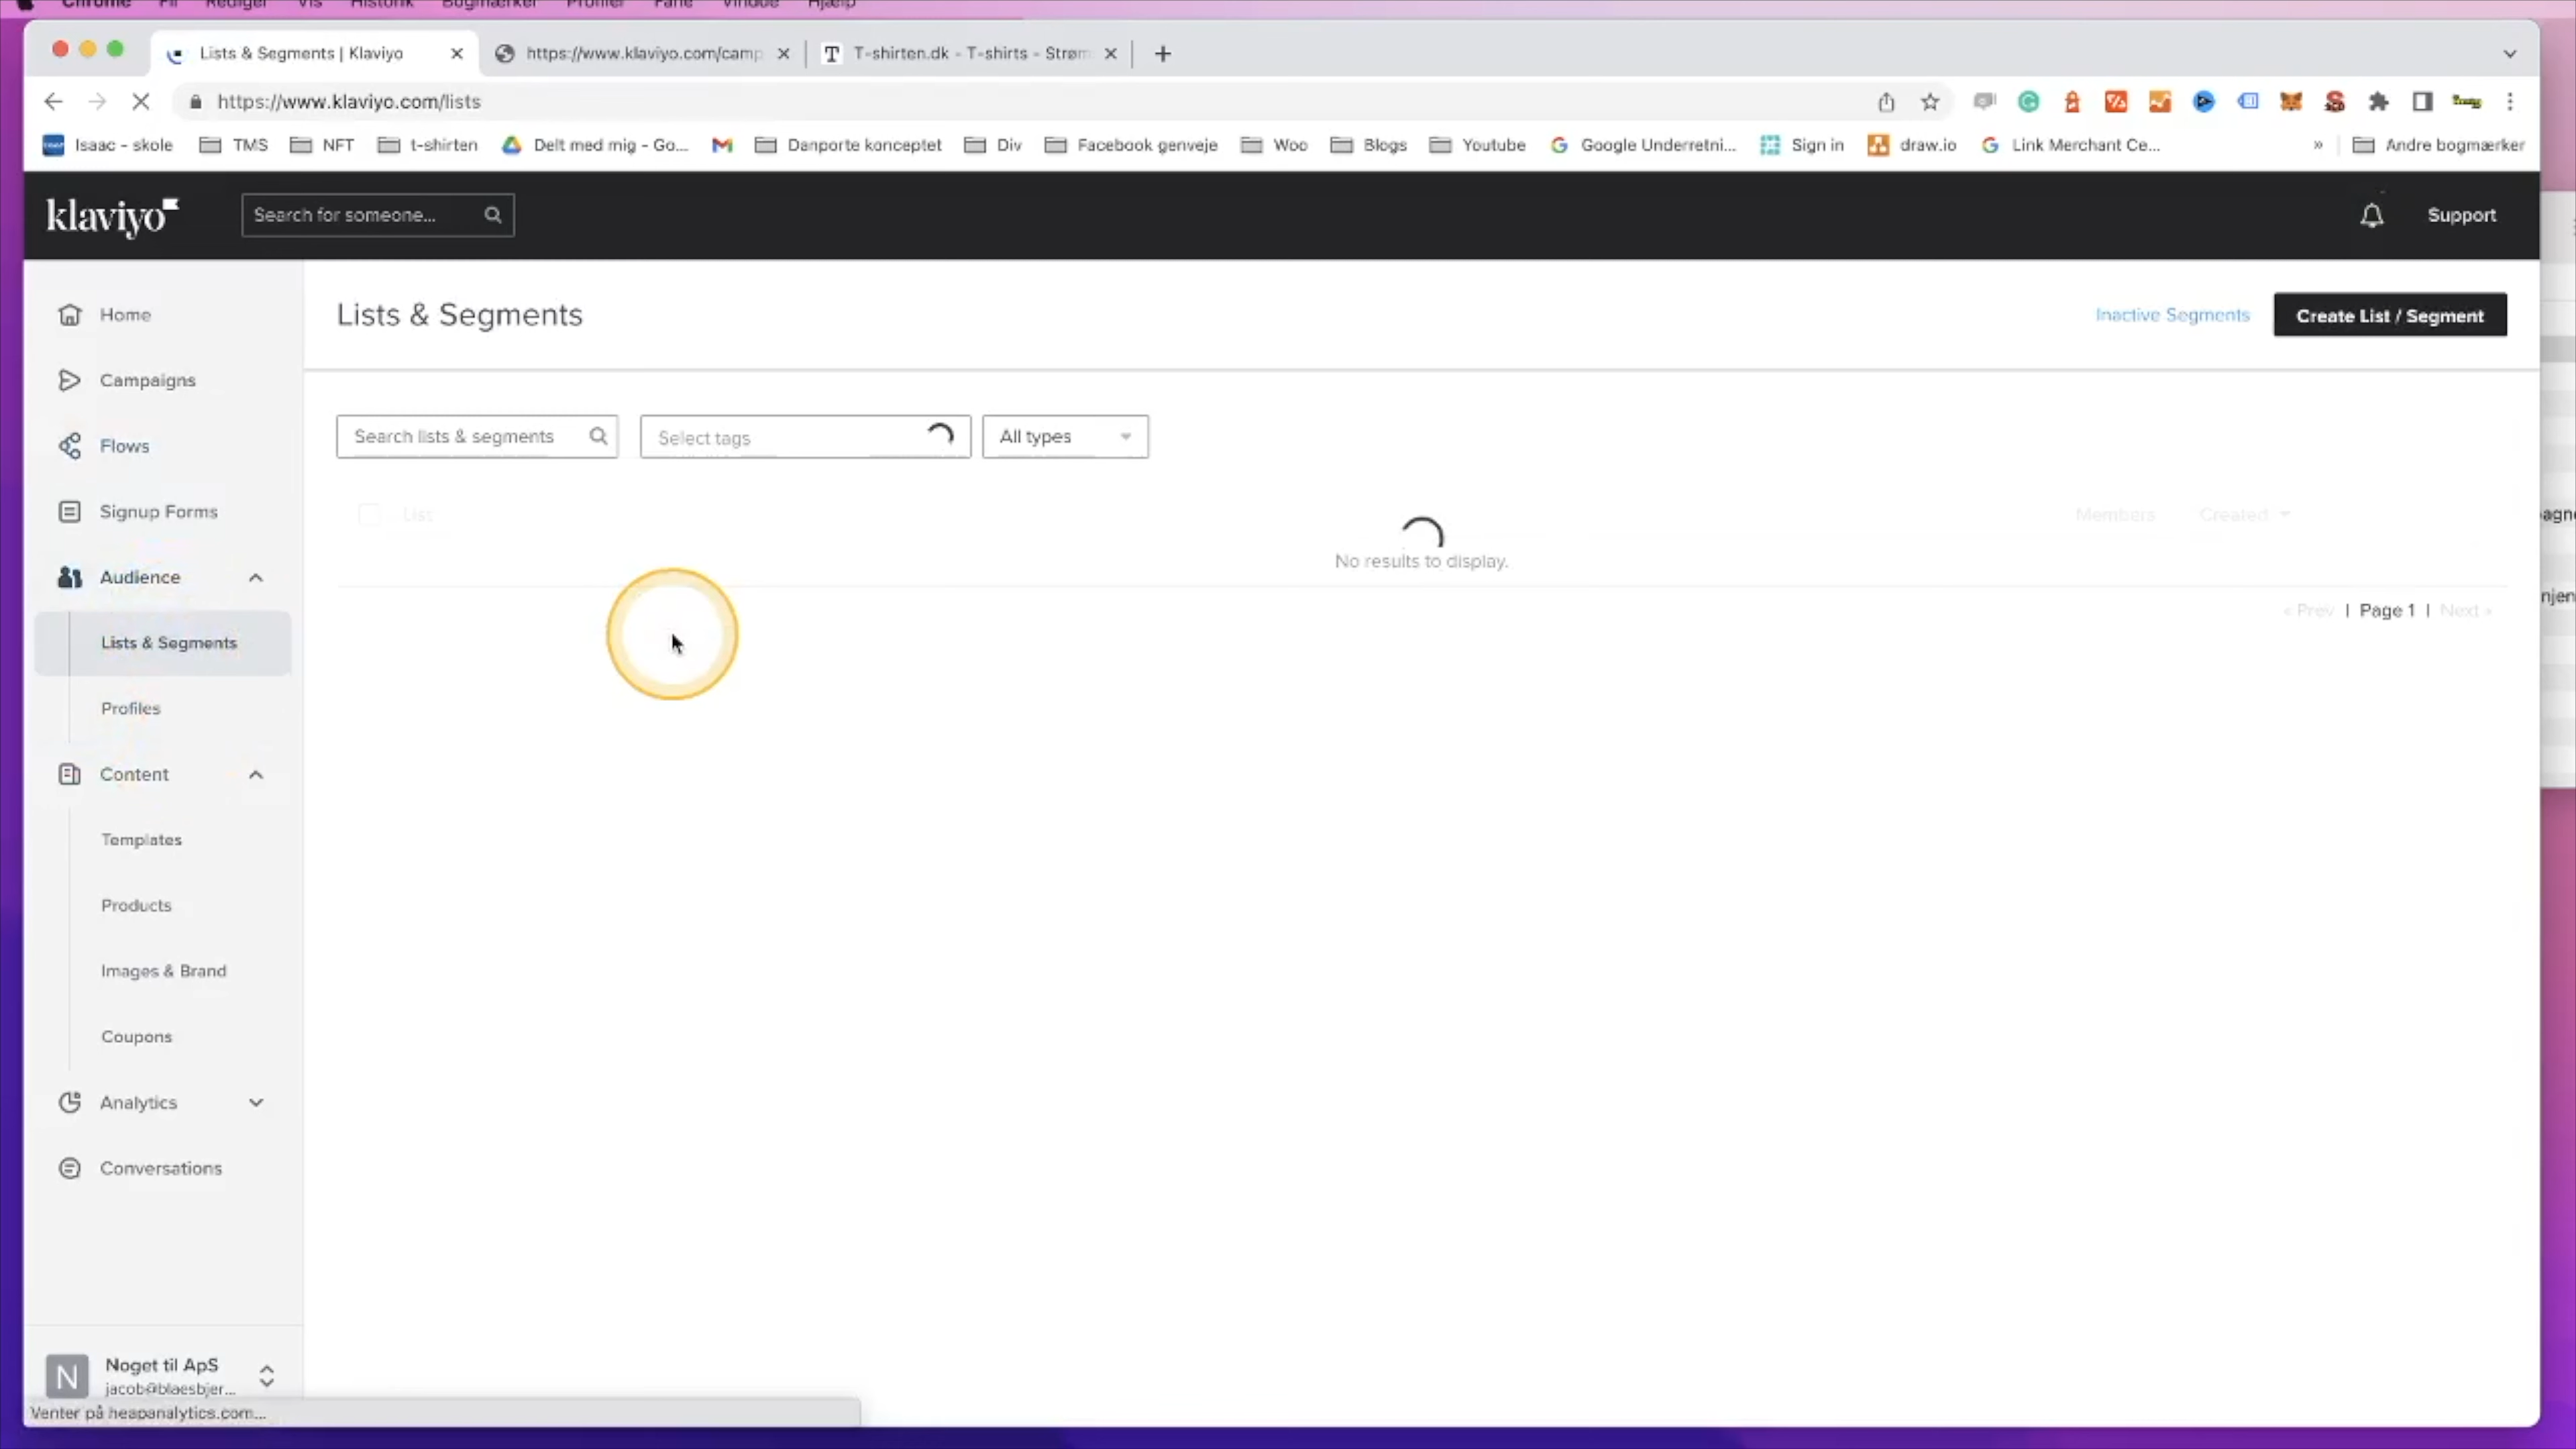 Chrome Fil Rediger Vis Historik Bogmærker Profiler Fane Vindue Hjælp
Lists & Segments | Klaviyo
https://www.klaviyo.com/camp
T T-shirten.dk - T-shirts - Strøm
https://www.klaviyo.com/lists
Isaac - skole TMS NFT t-shirten Delt med mig - Go... Danporte konceptet Div Facebook genveje Woo Blogs Youtube Google Underretni... Sign in draw.io Link Merchant Ce... » Andre bogmærker
klaviyo
Search for someone...
Support
Home
Campaigns
Flows
Signup Forms
Audience
Lists & Segments
Profiles
Content
Templates
Products
Images & Brand
Coupons
Analytics
Conversations
N
Noget til ApS
jacob@blaesbjer...
Venter på heapanalytics.com...
Lists & Segments
Inactive Segments
Create List / Segment
Search lists & segments
Select tags
All types
List
Members
Created
No results to display.
« Prev | Page 1 | Next »
agne
njen